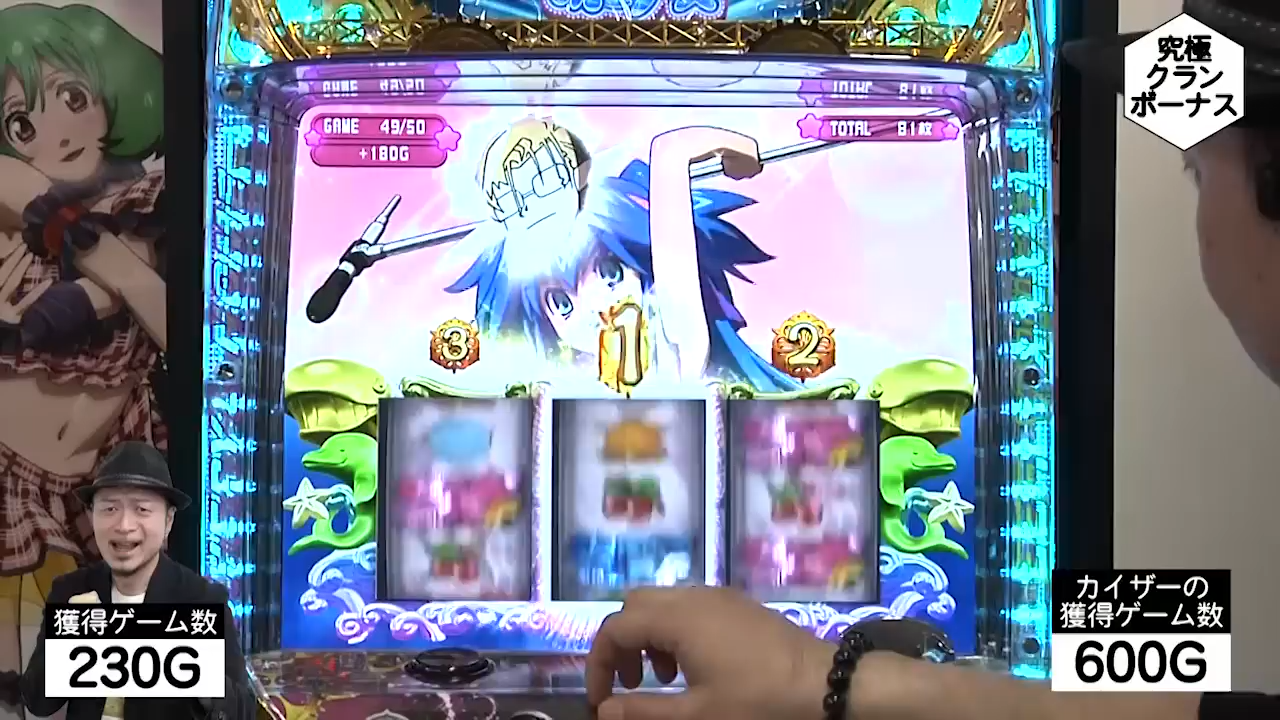 究極
クラン
ボーナス
GAME 49/50
+180G
TOTAL 81枚
3
1
2
獲得ゲーム数
230G
カイザーの
獲得ゲーム数
600G